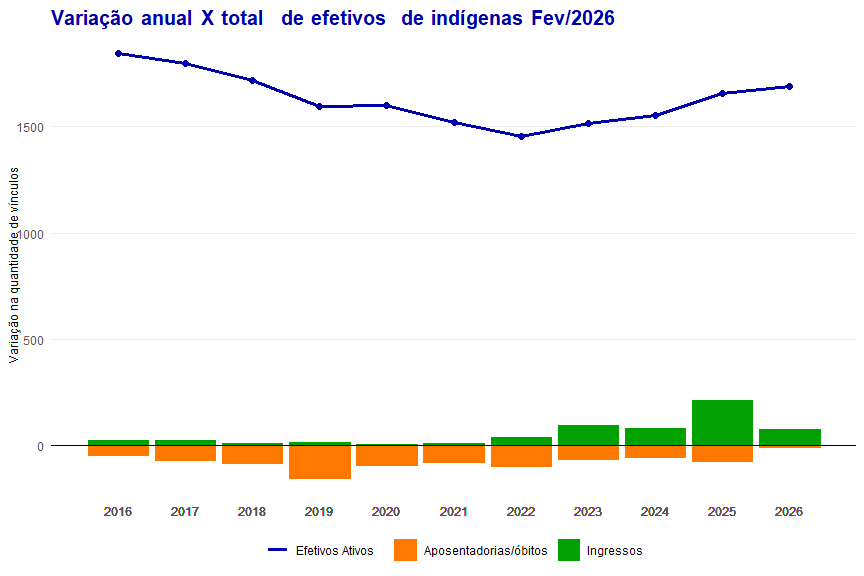 Variação anual X total  de efetivos  de indígenas Fev/2026
Variação na quantidade de vínculos
1500
1000
500
0
2016 2017 2018 2019 2020 2021 2022 2023 2024 2025 2026
Efetivos Ativos Aposentadorias/óbitos Ingressos